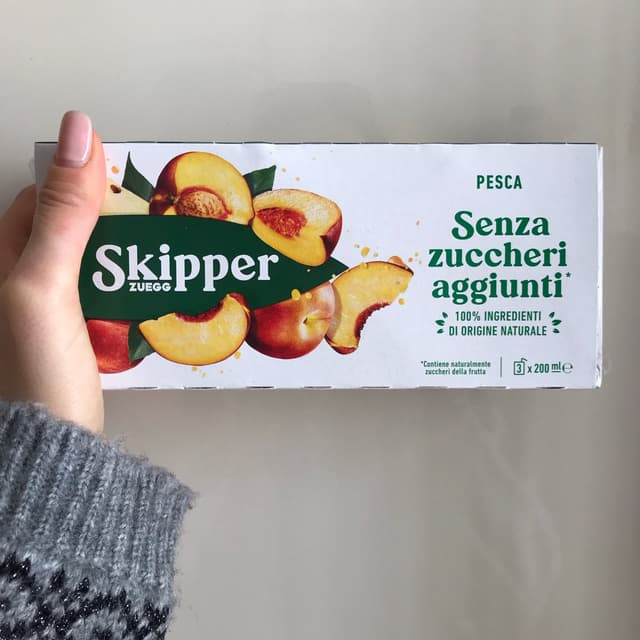 Skipper
ZUEGG
PESCA
Senza
zuccheri
aggiunti*
100% INGREDIENTI
DI ORIGINE NATURALE
*Contiene naturalmente
zuccheri della frutta
3 x 200 ml ℮